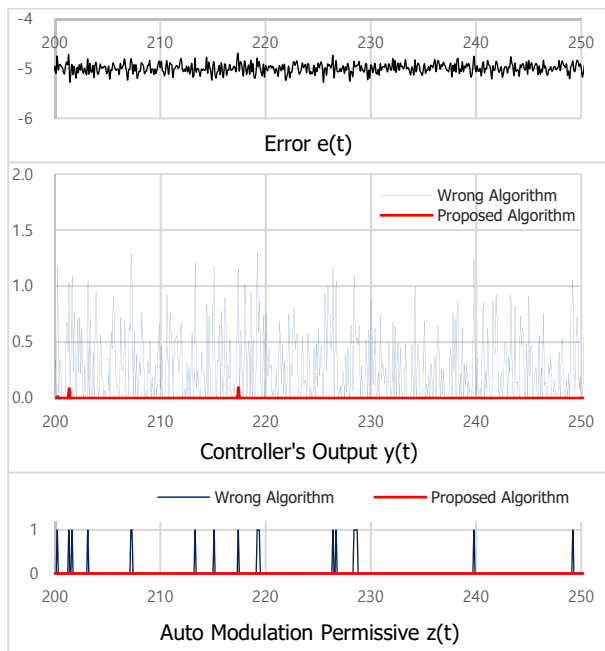 -4
200 210 220 230 240 250
-5
-6
Error e(t)
2.0
Wrong Algorithm
Proposed Algorithm
1.5
1.0
0.5
0.0
200 210 220 230 240 250
Controller's Output y(t)
Wrong Algorithm Proposed Algorithm
1
0
200 210 220 230 240 250
Auto Modulation Permissive z(t)